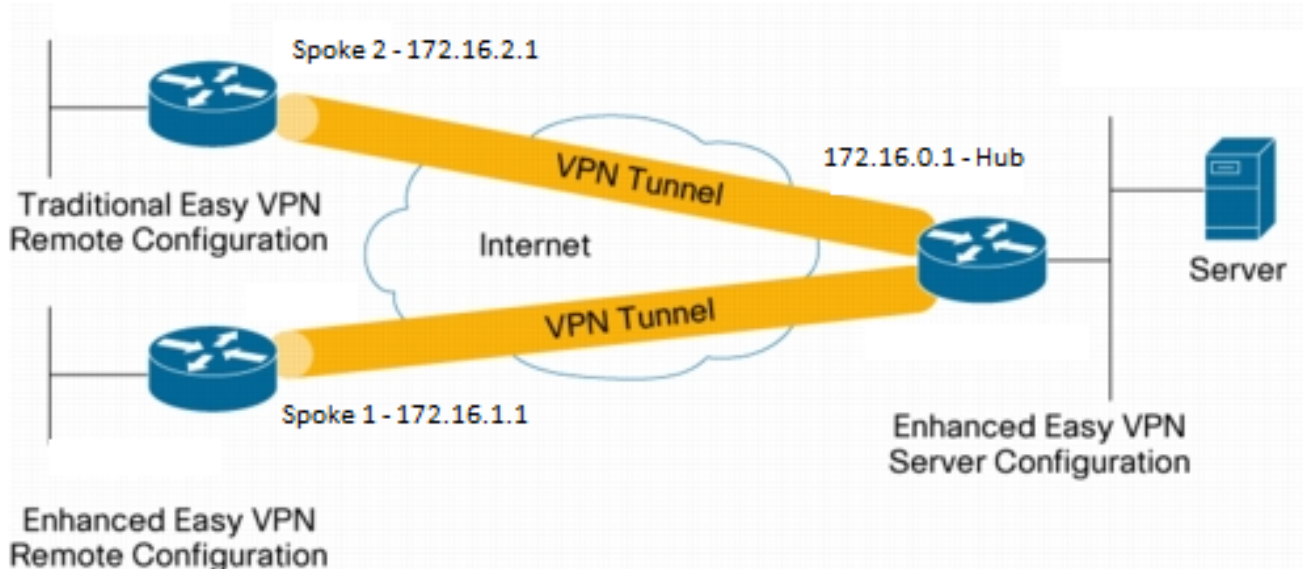 Spoke 2 - 172.16.2.1
172.16.0.1 - Hub
VPN Tunnel
Traditional Easy VPN
Remote Configuration
Internet
Server
VPN Tunnel
Spoke 1 - 172.16.1.1
Enhanced Easy VPN
Server Configuration
Enhanced Easy VPN
Remote Configuration